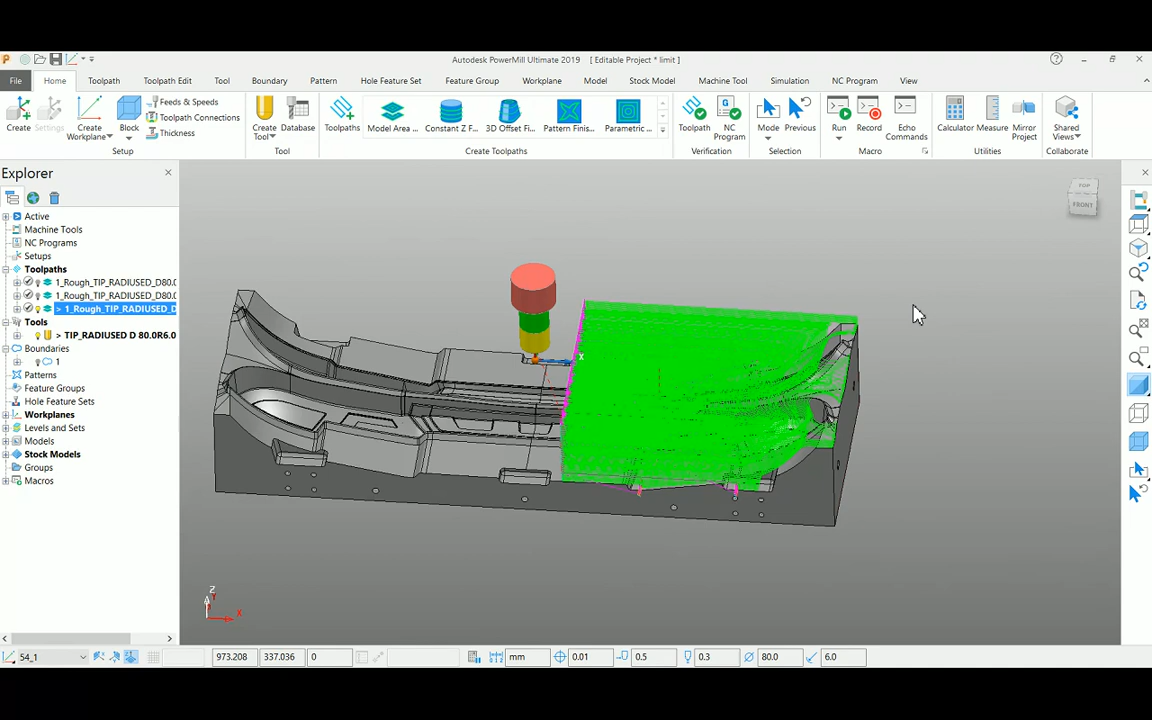 Autodesk PowerMill Ultimate 2019 [ Editable Project * limit ]
File Home Toolpath Toolpath Edit Tool Boundary Pattern Hole Feature Set Feature Group Workplane Model Stock Model Machine Tool Simulation NC Program View
Create Settings Create Workplane Block Feeds & Speeds Toolpath Connections Thickness
Create Tool Database Toolpaths Model Area ... Constant Z F... 3D Offset Fi... Pattern Finis... Parametric ...
Toolpath NC Program Mode Previous Run Record Echo Commands Calculator Measure Mirror Project Shared Views
Setup Tool Create Toolpaths Verification Selection Macro Utilities Collaborate
Explorer
Active
Machine Tools
NC Programs
Setups
Toolpaths
1_Rough_TIP_RADIUSED_D80.0
1_Rough_TIP_RADIUSED_D80.0
> 1_Rough_TIP_RADIUSED_D
Tools
> TIP_RADIUSED D 80.0R6.0
Boundaries
1
Patterns
Feature Groups
Hole Feature Sets
Workplanes
Levels and Sets
Models
Stock Models
Groups
Macros
TOP
FRONT
X
Z
Y
X
54_1 973.208 337.036 0 mm 0.01 0.5 0.3 80.0 6.0